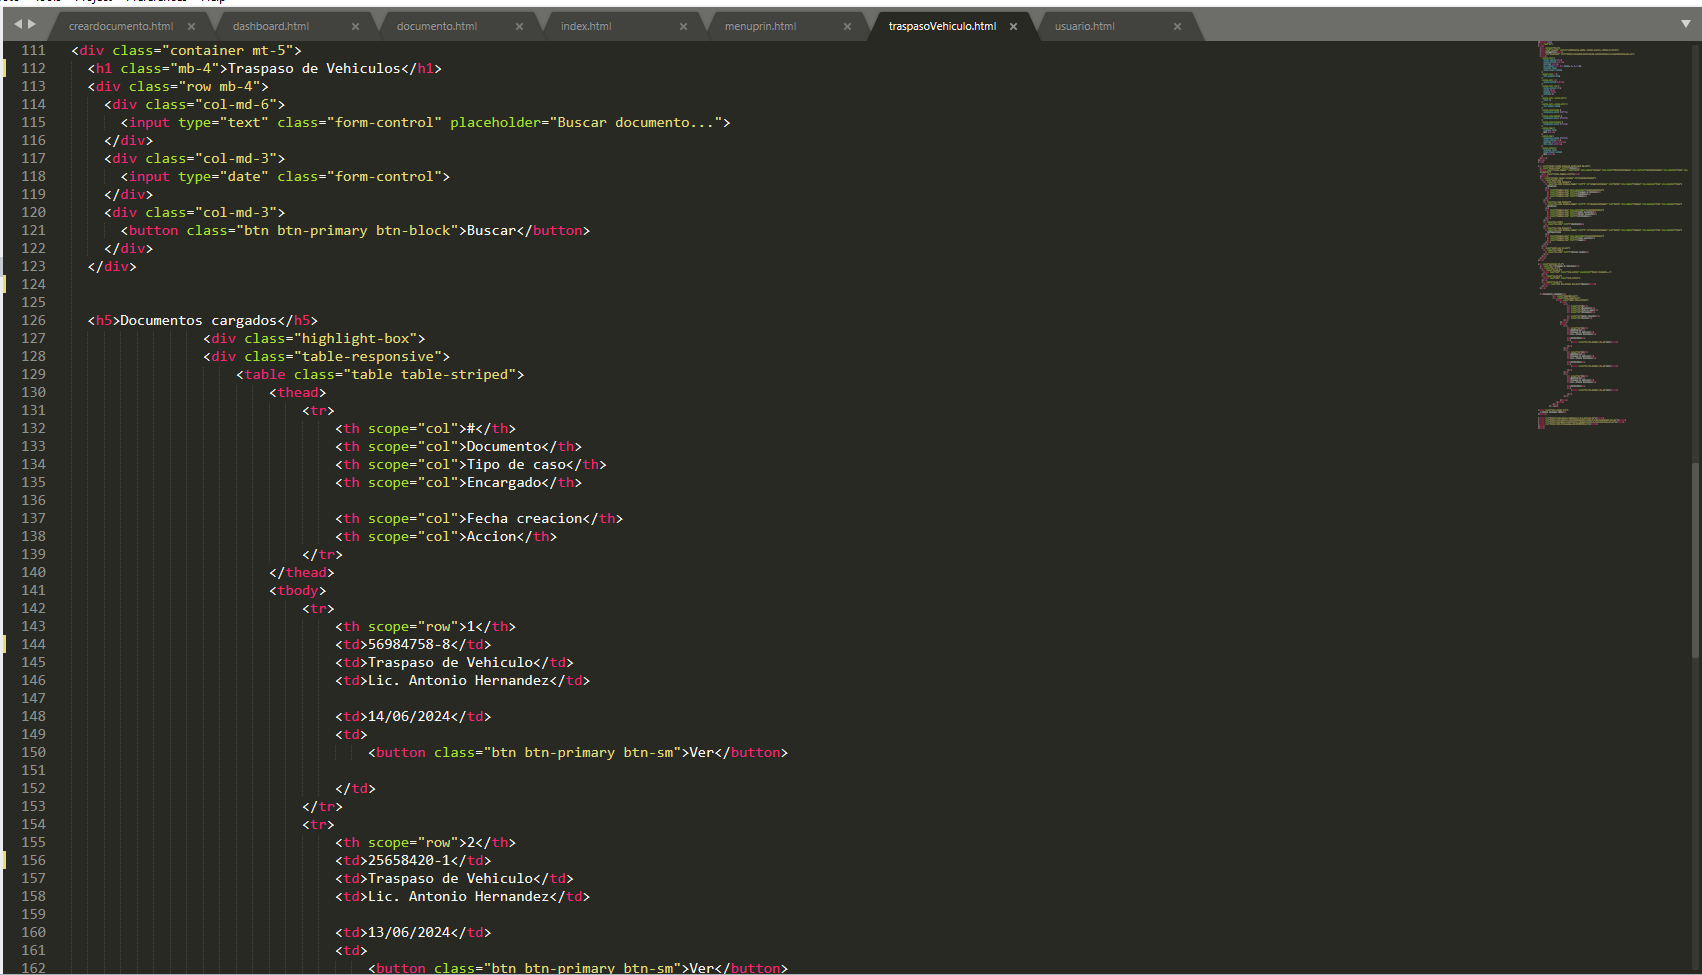 Tools Project Preferences Help
creardocumento.html × dashboard.html × documento.html × index.html × menuprin.html × traspasoVehiculo.html × usuario.html ×
111 <div class="container mt-5">
112 <h1 class="mb-4">Traspaso de Vehiculos</h1>
113 <div class="row mb-4">
114 <div class="col-md-6">
115 <input type="text" class="form-control" placeholder="Buscar documento...">
116 </div>
117 <div class="col-md-3">
118 <input type="date" class="form-control">
119 </div>
120 <div class="col-md-3">
121 <button class="btn btn-primary btn-block">Buscar</button>
122 </div>
123 </div>
124
125
126 <h5>Documentos cargados</h5>
127 <div class="highlight-box">
128 <div class="table-responsive">
129 <table class="table table-striped">
130 <thead>
131 <tr>
132 <th scope="col">#</th>
133 <th scope="col">Documento</th>
134 <th scope="col">Tipo de caso</th>
135 <th scope="col">Encargado</th>
136
137 <th scope="col">Fecha creacion</th>
138 <th scope="col">Accion</th>
139 </tr>
140 </thead>
141 <tbody>
142 <tr>
143 <th scope="row">1</th>
144 <td>56984758-8</td>
145 <td>Traspaso de Vehiculo</td>
146 <td>Lic. Antonio Hernandez</td>
147
148 <td>14/06/2024</td>
149 <td>
150 <button class="btn btn-primary btn-sm">Ver</button>
151
152 </td>
153 </tr>
154 <tr>
155 <th scope="row">2</th>
156 <td>25658420-1</td>
157 <td>Traspaso de Vehiculo</td>
158 <td>Lic. Antonio Hernandez</td>
159
160 <td>13/06/2024</td>
161 <td>
162 <button class="btn btn-primary btn-sm">Ver</button>